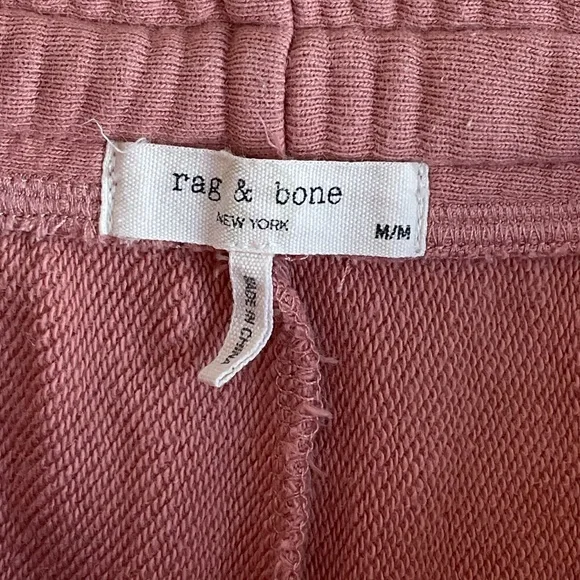 rag & bone
NEW YORK
M/M
MADE IN CHINA